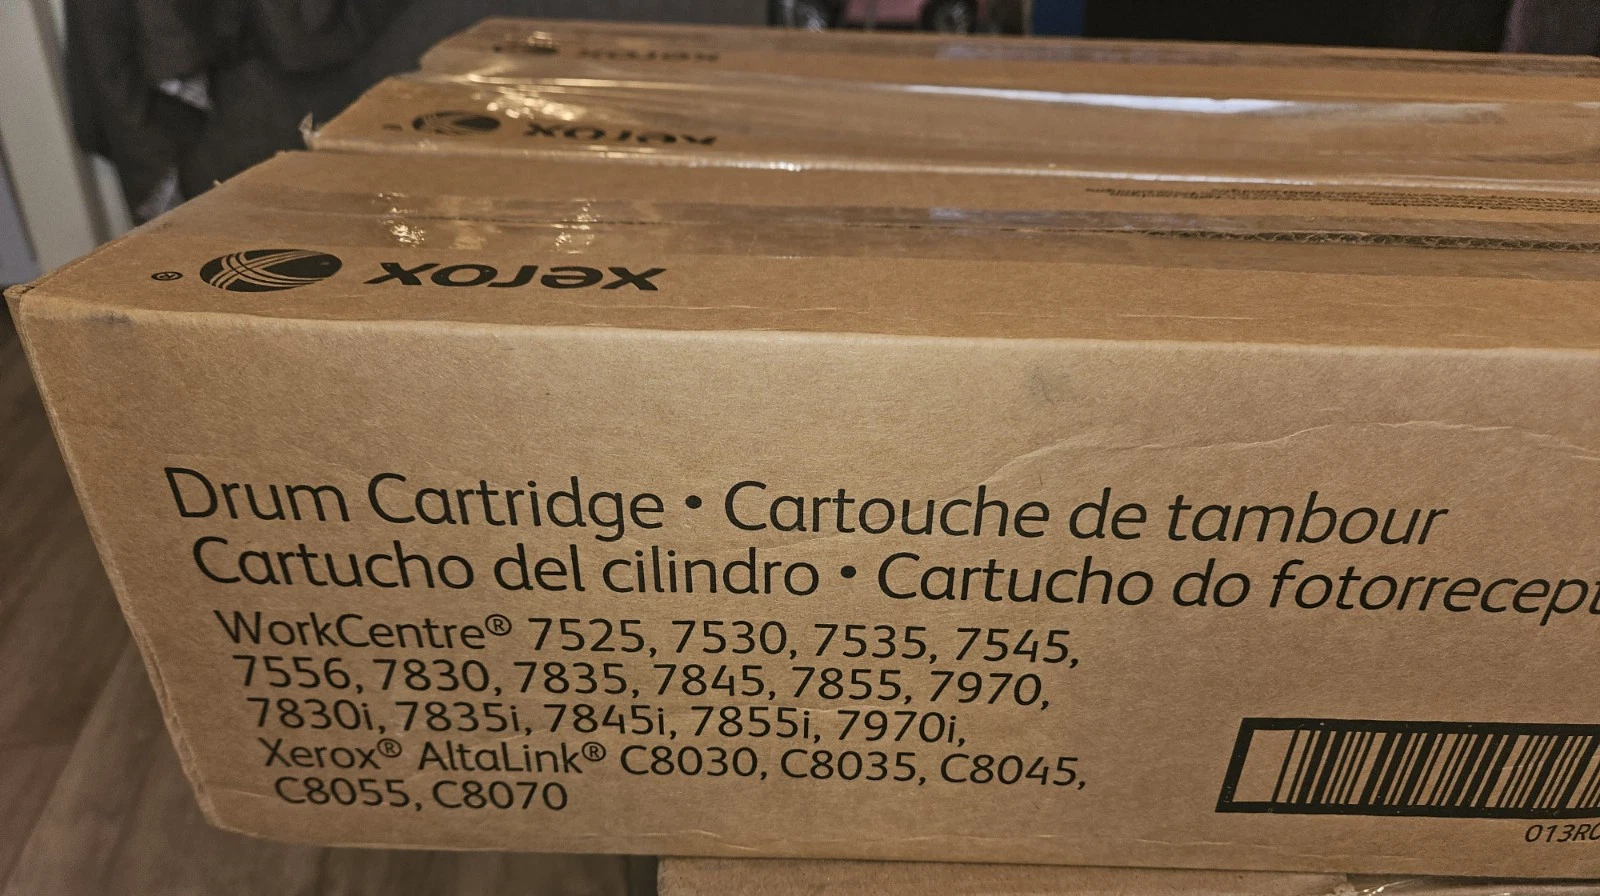 xerox
xerox
xerox
Drum Cartridge • Cartouche de tambour
Cartucho del cilindro • Cartucho do fotorrecept
WorkCentre® 7525, 7530, 7535, 7545,
7556, 7830, 7835, 7845, 7855, 7970,
7830i, 7835i, 7845i, 7855i, 7970i,
Xerox® AltaLink® C8030, C8035, C8045,
C8055, C8070
013R